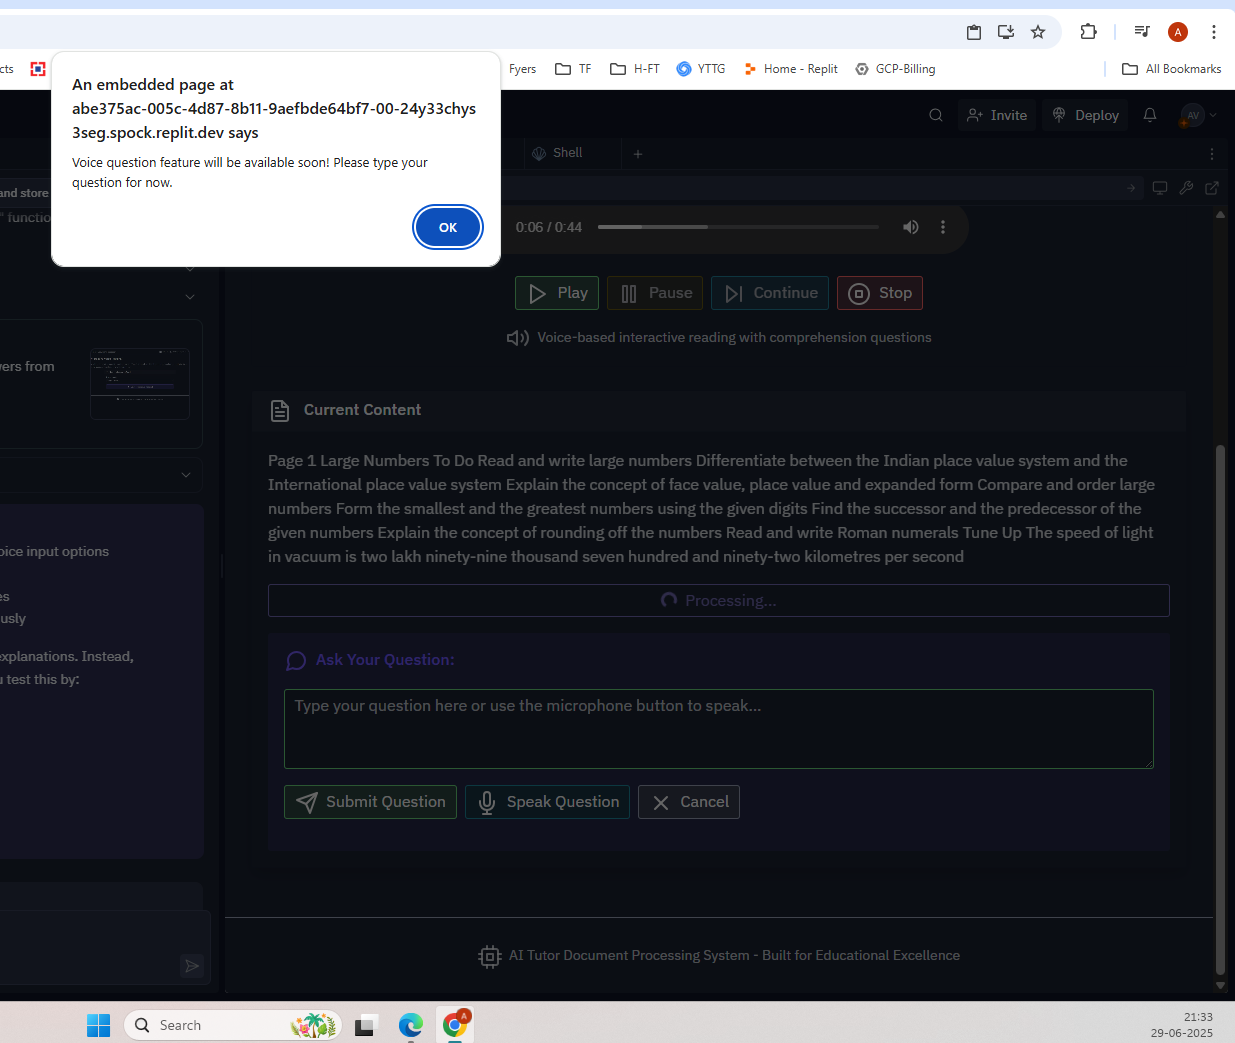 A
cts
Fyers
TF
H-FT
YTTG
Home - Replit
GCP-Billing
All Bookmarks
An embedded page at
abe375ac-005c-4d87-8b11-9aefbde64bf7-00-24y33chys
3seg.spock.replit.dev says
Voice question feature will be available soon! Please type your
question for now.
OK
Invite
Deploy
AV
Shell
and store
" functio
0:06 / 0:44
Play
Pause
Continue
Stop
Voice-based interactive reading with comprehension questions
vers from
Current Content
Page 1 Large Numbers To Do Read and write large numbers Differentiate between the Indian place value system and the
International place value system Explain the concept of face value, place value and expanded form Compare and order large
numbers Form the smallest and the greatest numbers using the given digits Find the successor and the predecessor of the
given numbers Explain the concept of rounding off the numbers Read and write Roman numerals Tune Up The speed of light
in vacuum is two lakh ninety-nine thousand seven hundred and ninety-two kilometres per second
oice input options
es
usly
explanations. Instead,
u test this by:
Processing...
Ask Your Question:
Type your question here or use the microphone button to speak...
Submit Question
Speak Question
Cancel
AI Tutor Document Processing System - Built for Educational Excellence
Search
A
21:33
29-06-2025